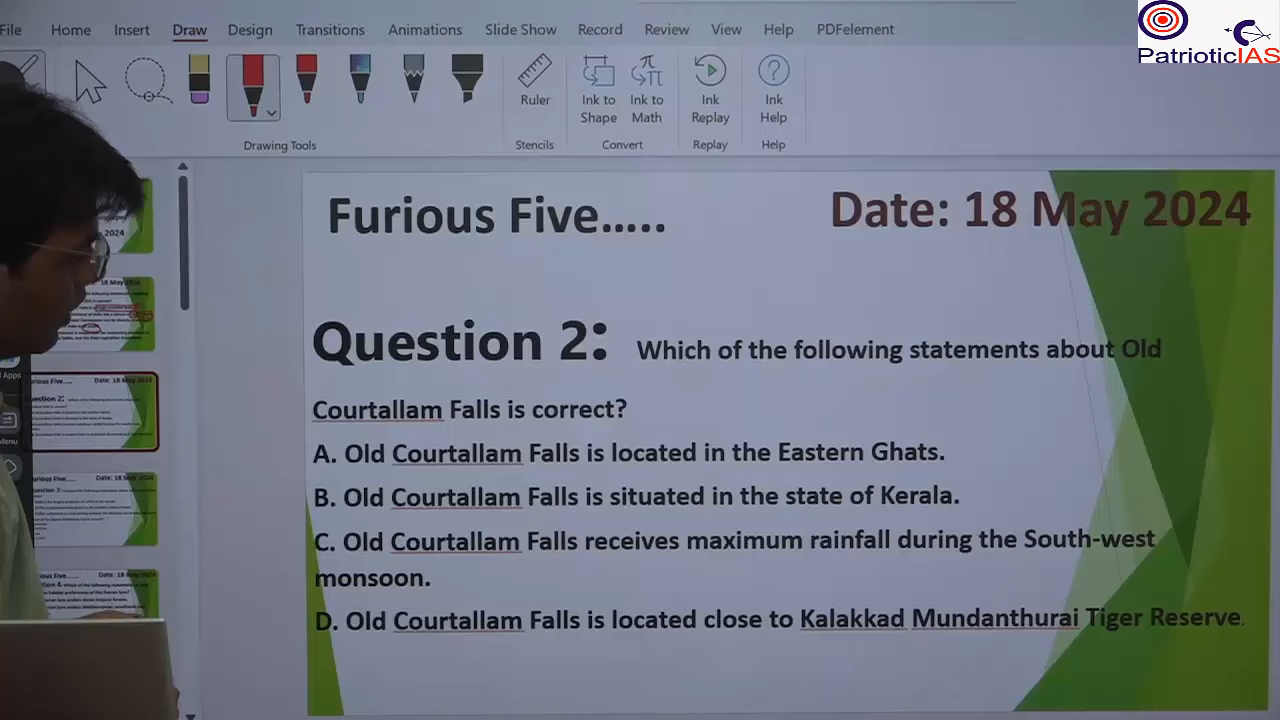 File Home Insert Draw Design Transitions Animations Slide Show Record Review View Help PDFelement
PatrioticIAS
Ruler
Ink to Shape
Ink to Math
Ink Replay
Ink Help
Drawing Tools
Stencils
Convert
Replay
Help
Furious Five.....
Date: 18 May 2024
Question 2: Which of the following statements about Old
Courtallam Falls is correct?
A. Old Courtallam Falls is located in the Eastern Ghats.
B. Old Courtallam Falls is situated in the state of Kerala.
C. Old Courtallam Falls receives maximum rainfall during the South-west
monsoon.
D. Old Courtallam Falls is located close to Kalakkad Mundanthurai Tiger Reserve.
Apps
Menu